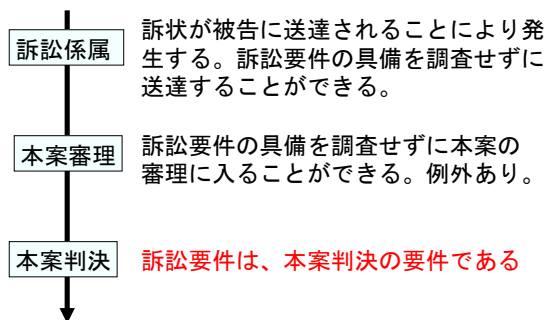 訴訟係属
訴状が被告に送達されることにより発
生する。訴訟要件の具備を調査せずに
送達することができる。
本案審理
訴訟要件の具備を調査せずに本案の
審理に入ることができる。例外あり。
本案判決
訴訟要件は、本案判決の要件である